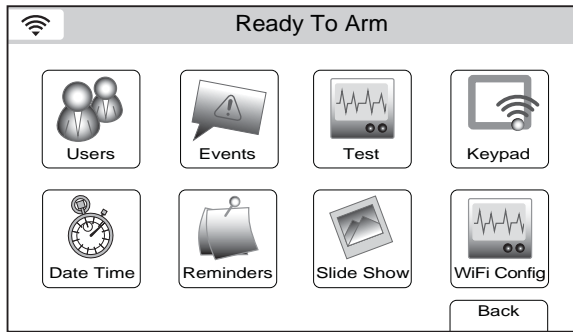 Ready To Arm
Users Events Test Keypad
Date Time Reminders Slide Show WiFi Config
Back